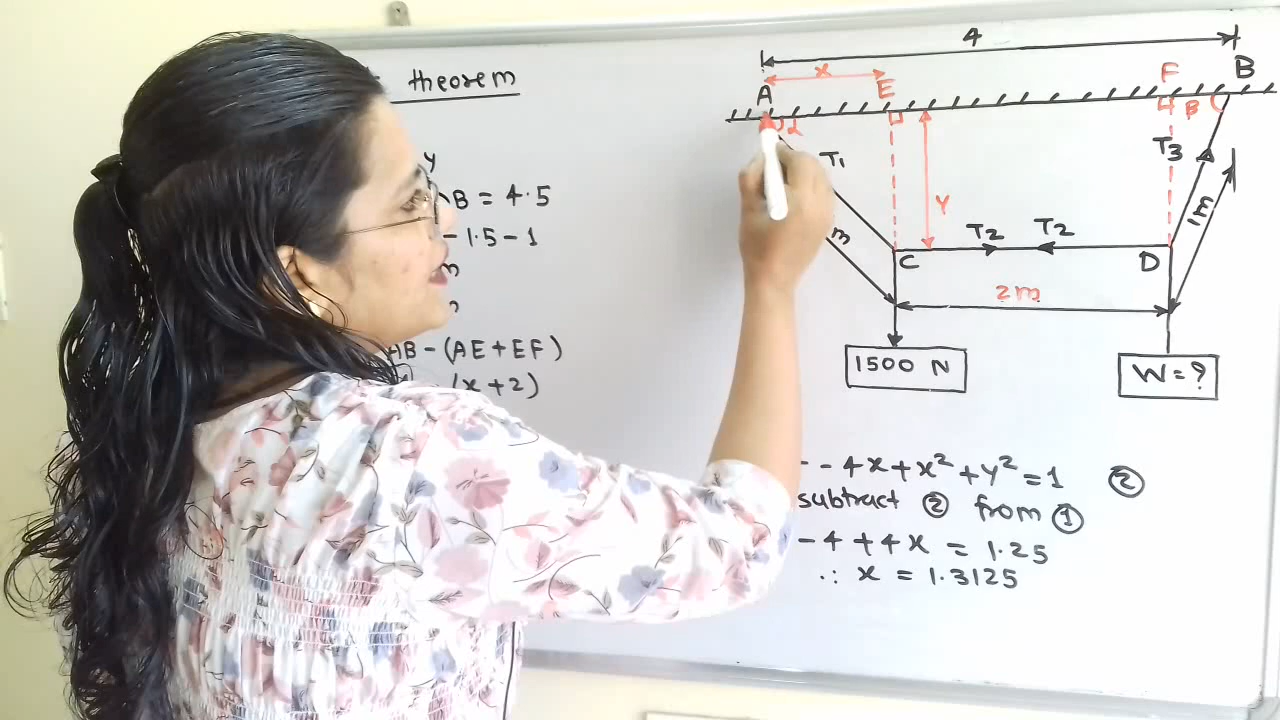 theorem
y
B = 4.5
- 1.5 - 1
AB - (AE + EF)
(x + 2)
4
x
F
B
A
E
α
β
T1
T3
Y
1m
T2
T2
C
D
2m
1500 N
W = ?
- 4x + x² + y² = 1 ②
subtract ② from ①
- 4 + 4x = 1.25
∴ x = 1.3125